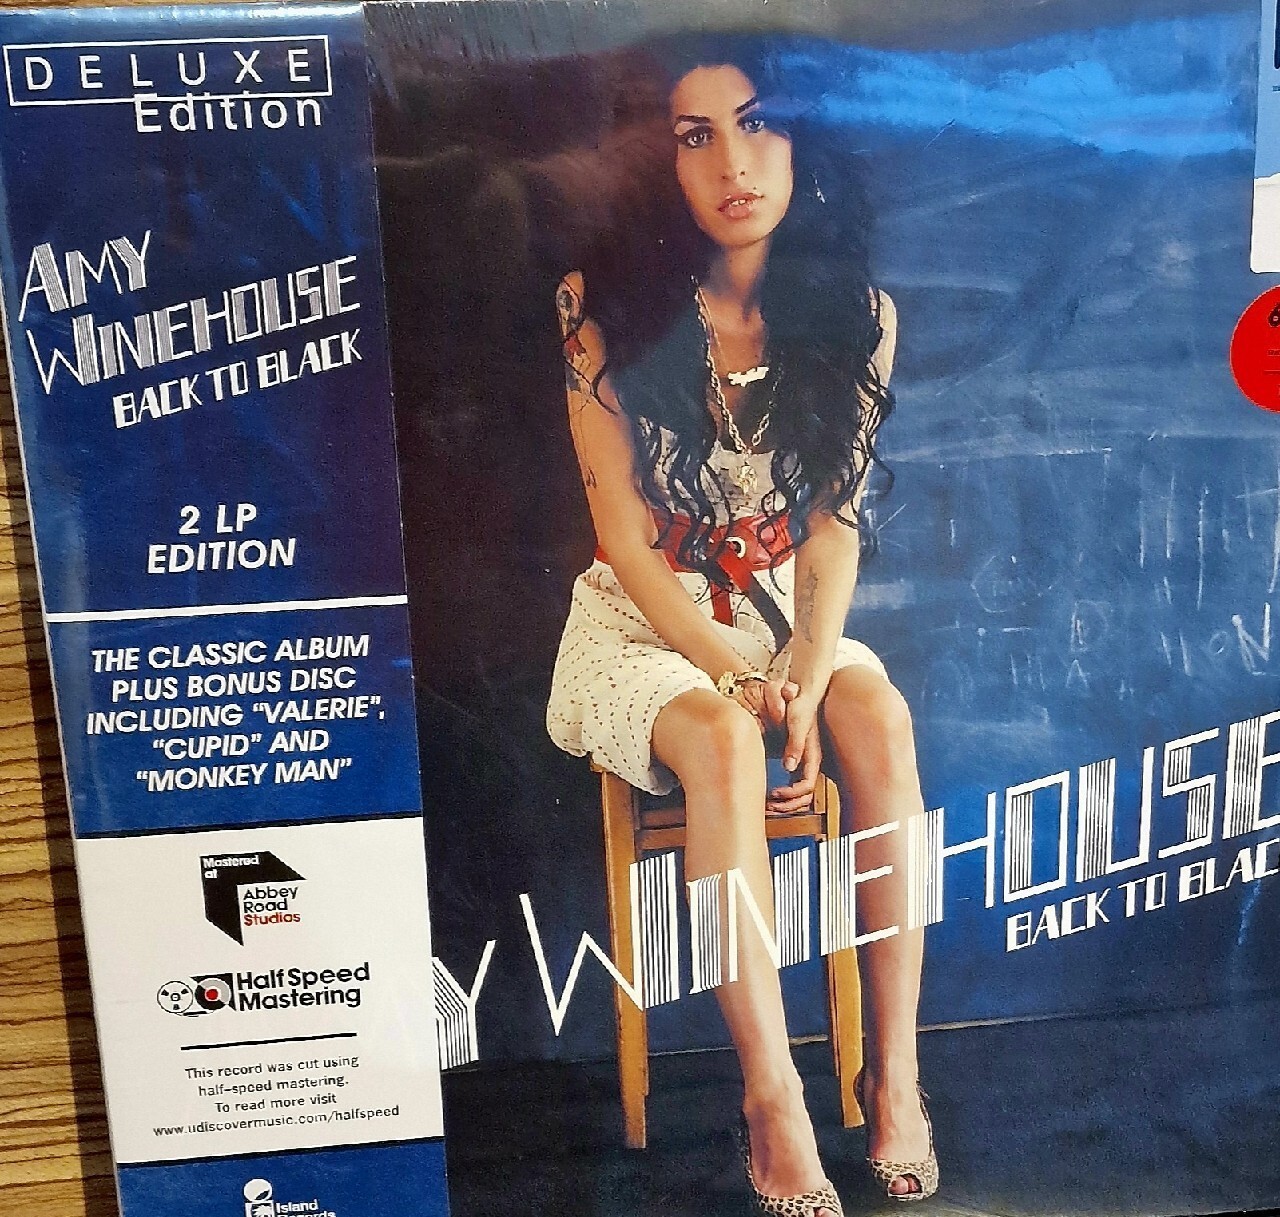 DELUXE
Edition
AMY
WINEHOUSE
BACK TO BLACK
2 LP
EDITION
THE CLASSIC ALBUM
PLUS BONUS DISC
INCLUDING “VALERIE”,
“CUPID” AND
“MONKEY MAN”
Mastered
at
Abbey
Road
Studios
Half Speed
Mastering
This record was cut using
half-speed mastering.
To read more visit
www.udiscovermusic.com/halfspeed
Island
Records
Y WINEHOUSE
BACK TO BLAC